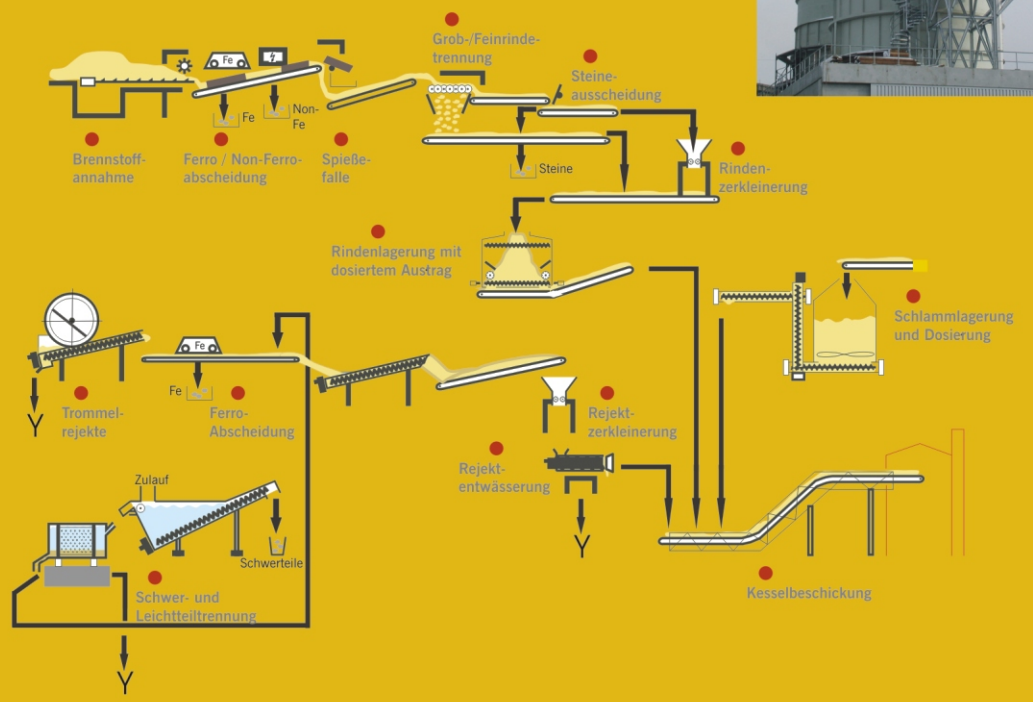 Grob-/Feinrinde-
trennung
Steine-
ausscheidung
Fe
Fe
Non-
Fe
Brennstoff-
annahme
Ferro / Non-Ferro-
abscheidung
Spieße-
falle
Steine
Rinden-
zerkleinerung
Rindenlagerung mit
dosiertem Austrag
Schlammlagerung
und Dosierung
Fe
Fe
Trommel-
rejekte
Ferro-
Abscheidung
Rejekt-
zerkleinerung
Rejekt-
entwässerung
Zulauf
Schwerteile
Schwer- und
Leichtteiltrennung
Kesselbeschickung